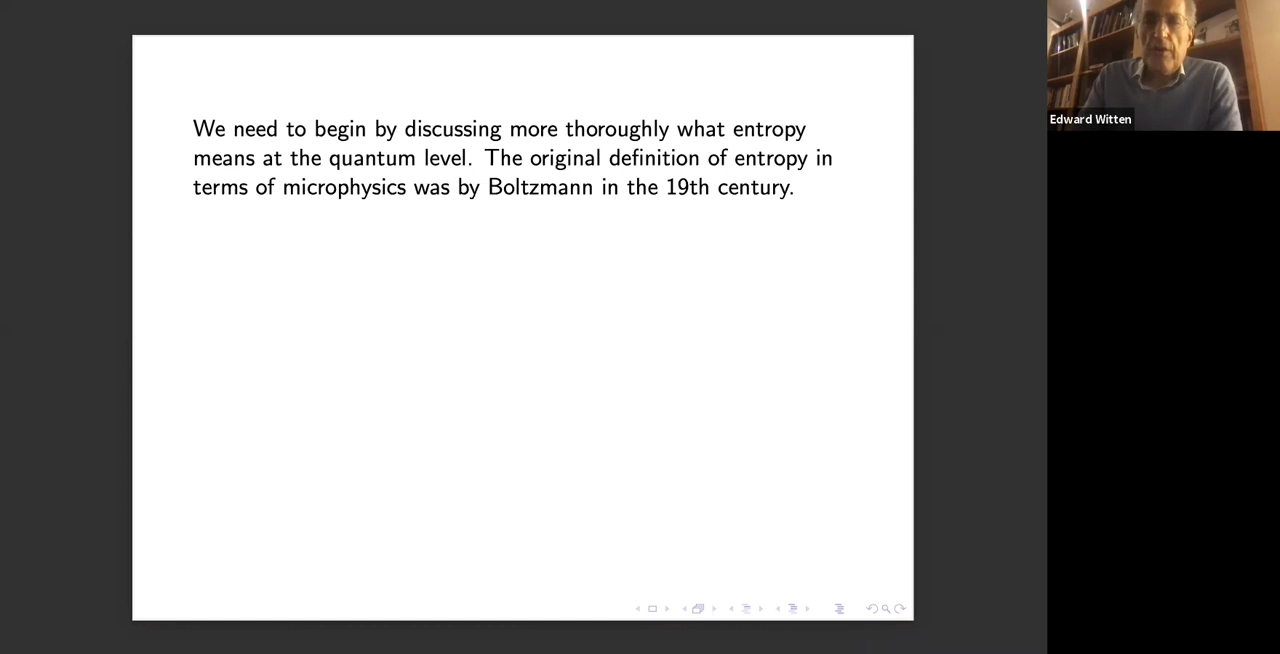 We need to begin by discussing more thoroughly what entropy
means at the quantum level. The original definition of entropy in
terms of microphysics was by Boltzmann in the 19th century.
Edward Witten